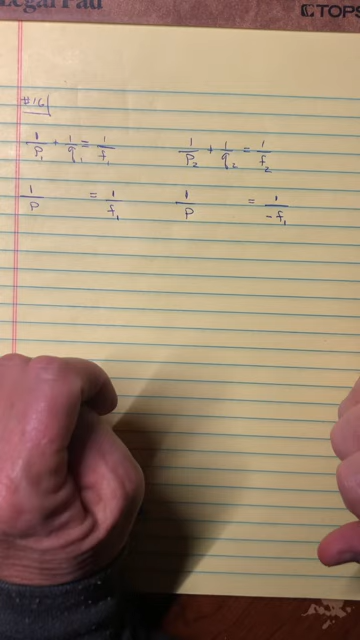 Legal Pad
TOPS
#16
1/P₁ + 1/q₁ = 1/f₁    1/P₂ + 1/q₂ = 1/f₂
1/P    = 1/f₁    1/P    = 1/-f₁